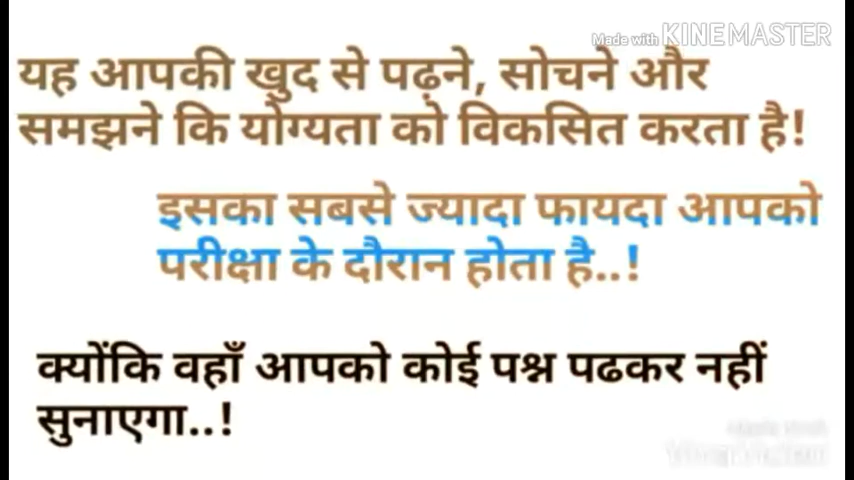 Made with KINEMASTER
यह आपकी खुद से पढ़ने, सोचने और
समझने कि योग्यता को विकसित करता है!
इसका सबसे ज्यादा फायदा आपको
परीक्षा के दौरान होता है..!
क्योंकि वहाँ आपको कोई पश्न पढकर नहीं
सुनाएगा..!